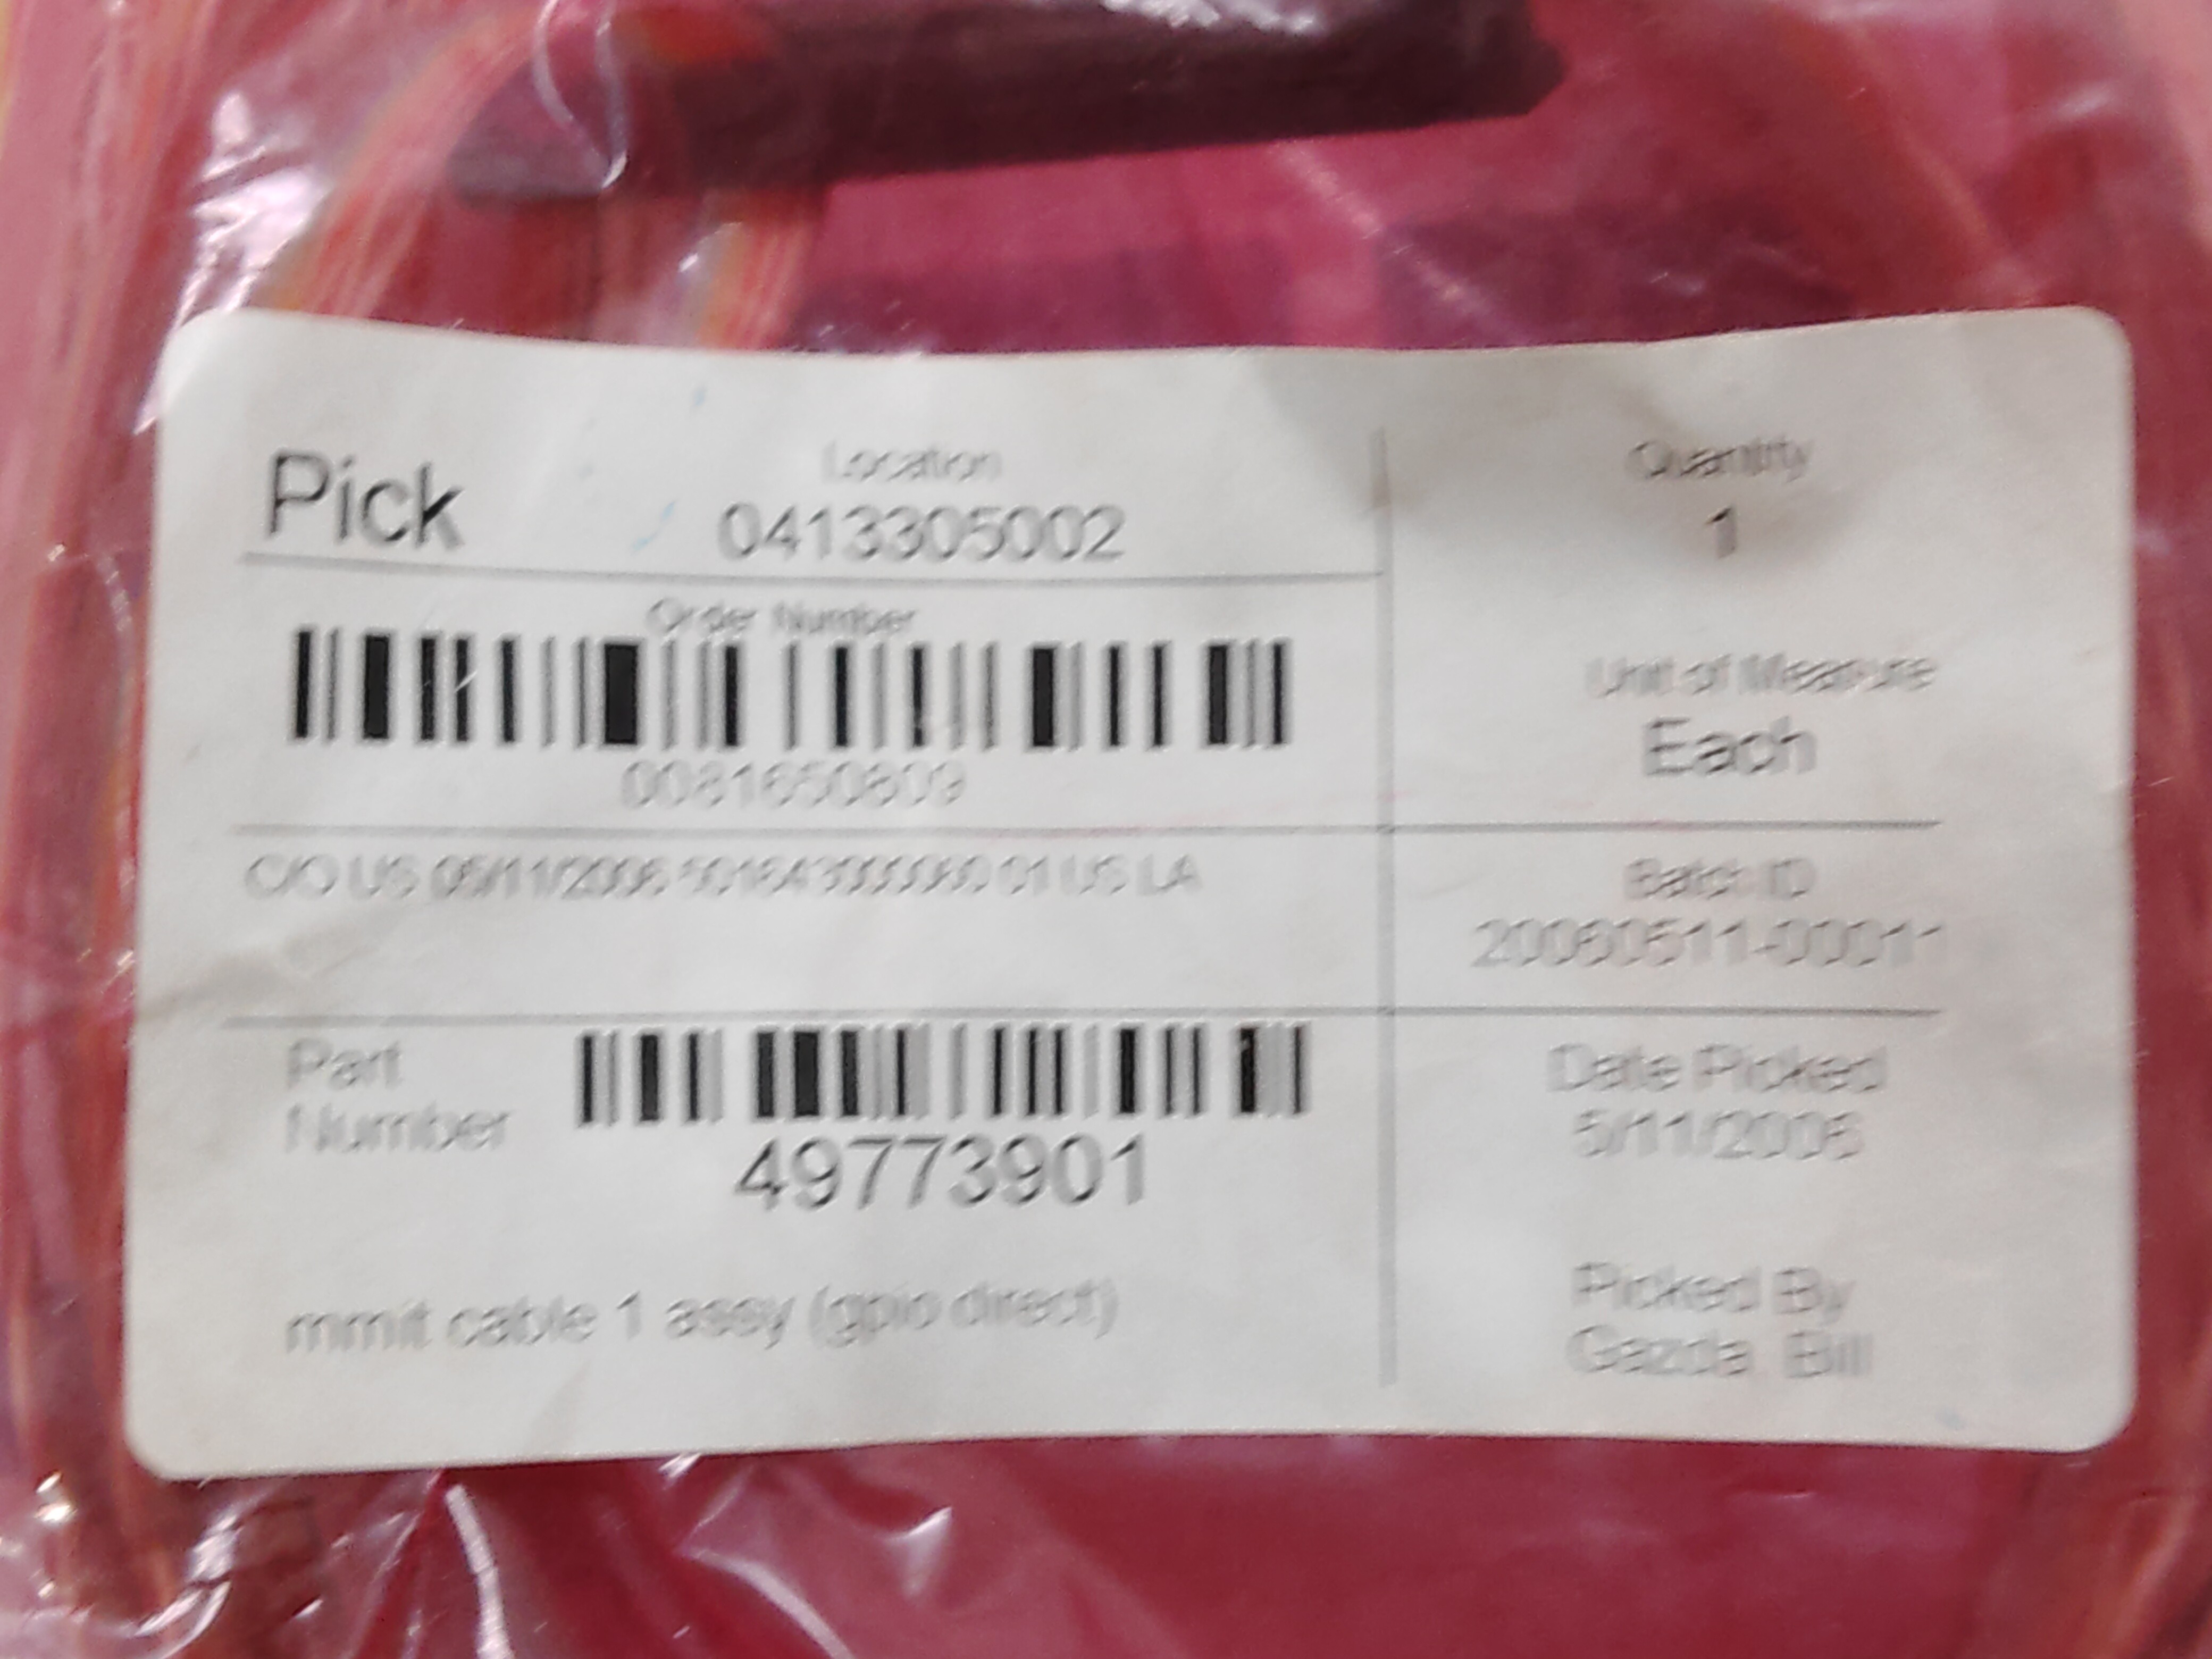 Pick
Location
0413305002
Quantity
1
Order Number
0081650809
Unit of Measure
Each
C/O US 05/11/2006 01 US LA
Batch ID
20060511-00011
Part
Number
49773901
Date Picked
5/11/2006
mmit cable 1 assy (gpio direct)
Picked By
Gazda Bill